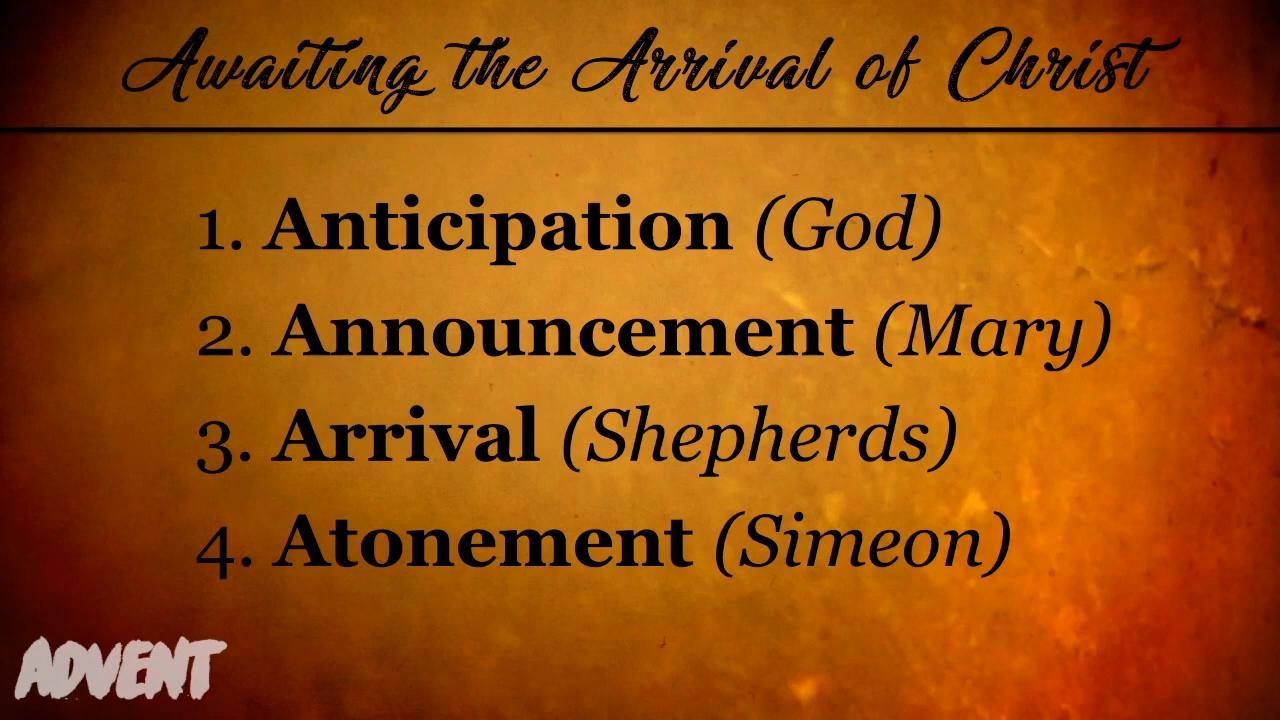 Awaiting the Arrival of Christ
1. Anticipation (God)
2. Announcement (Mary)
3. Arrival (Shepherds)
4. Atonement (Simeon)
ADVENT